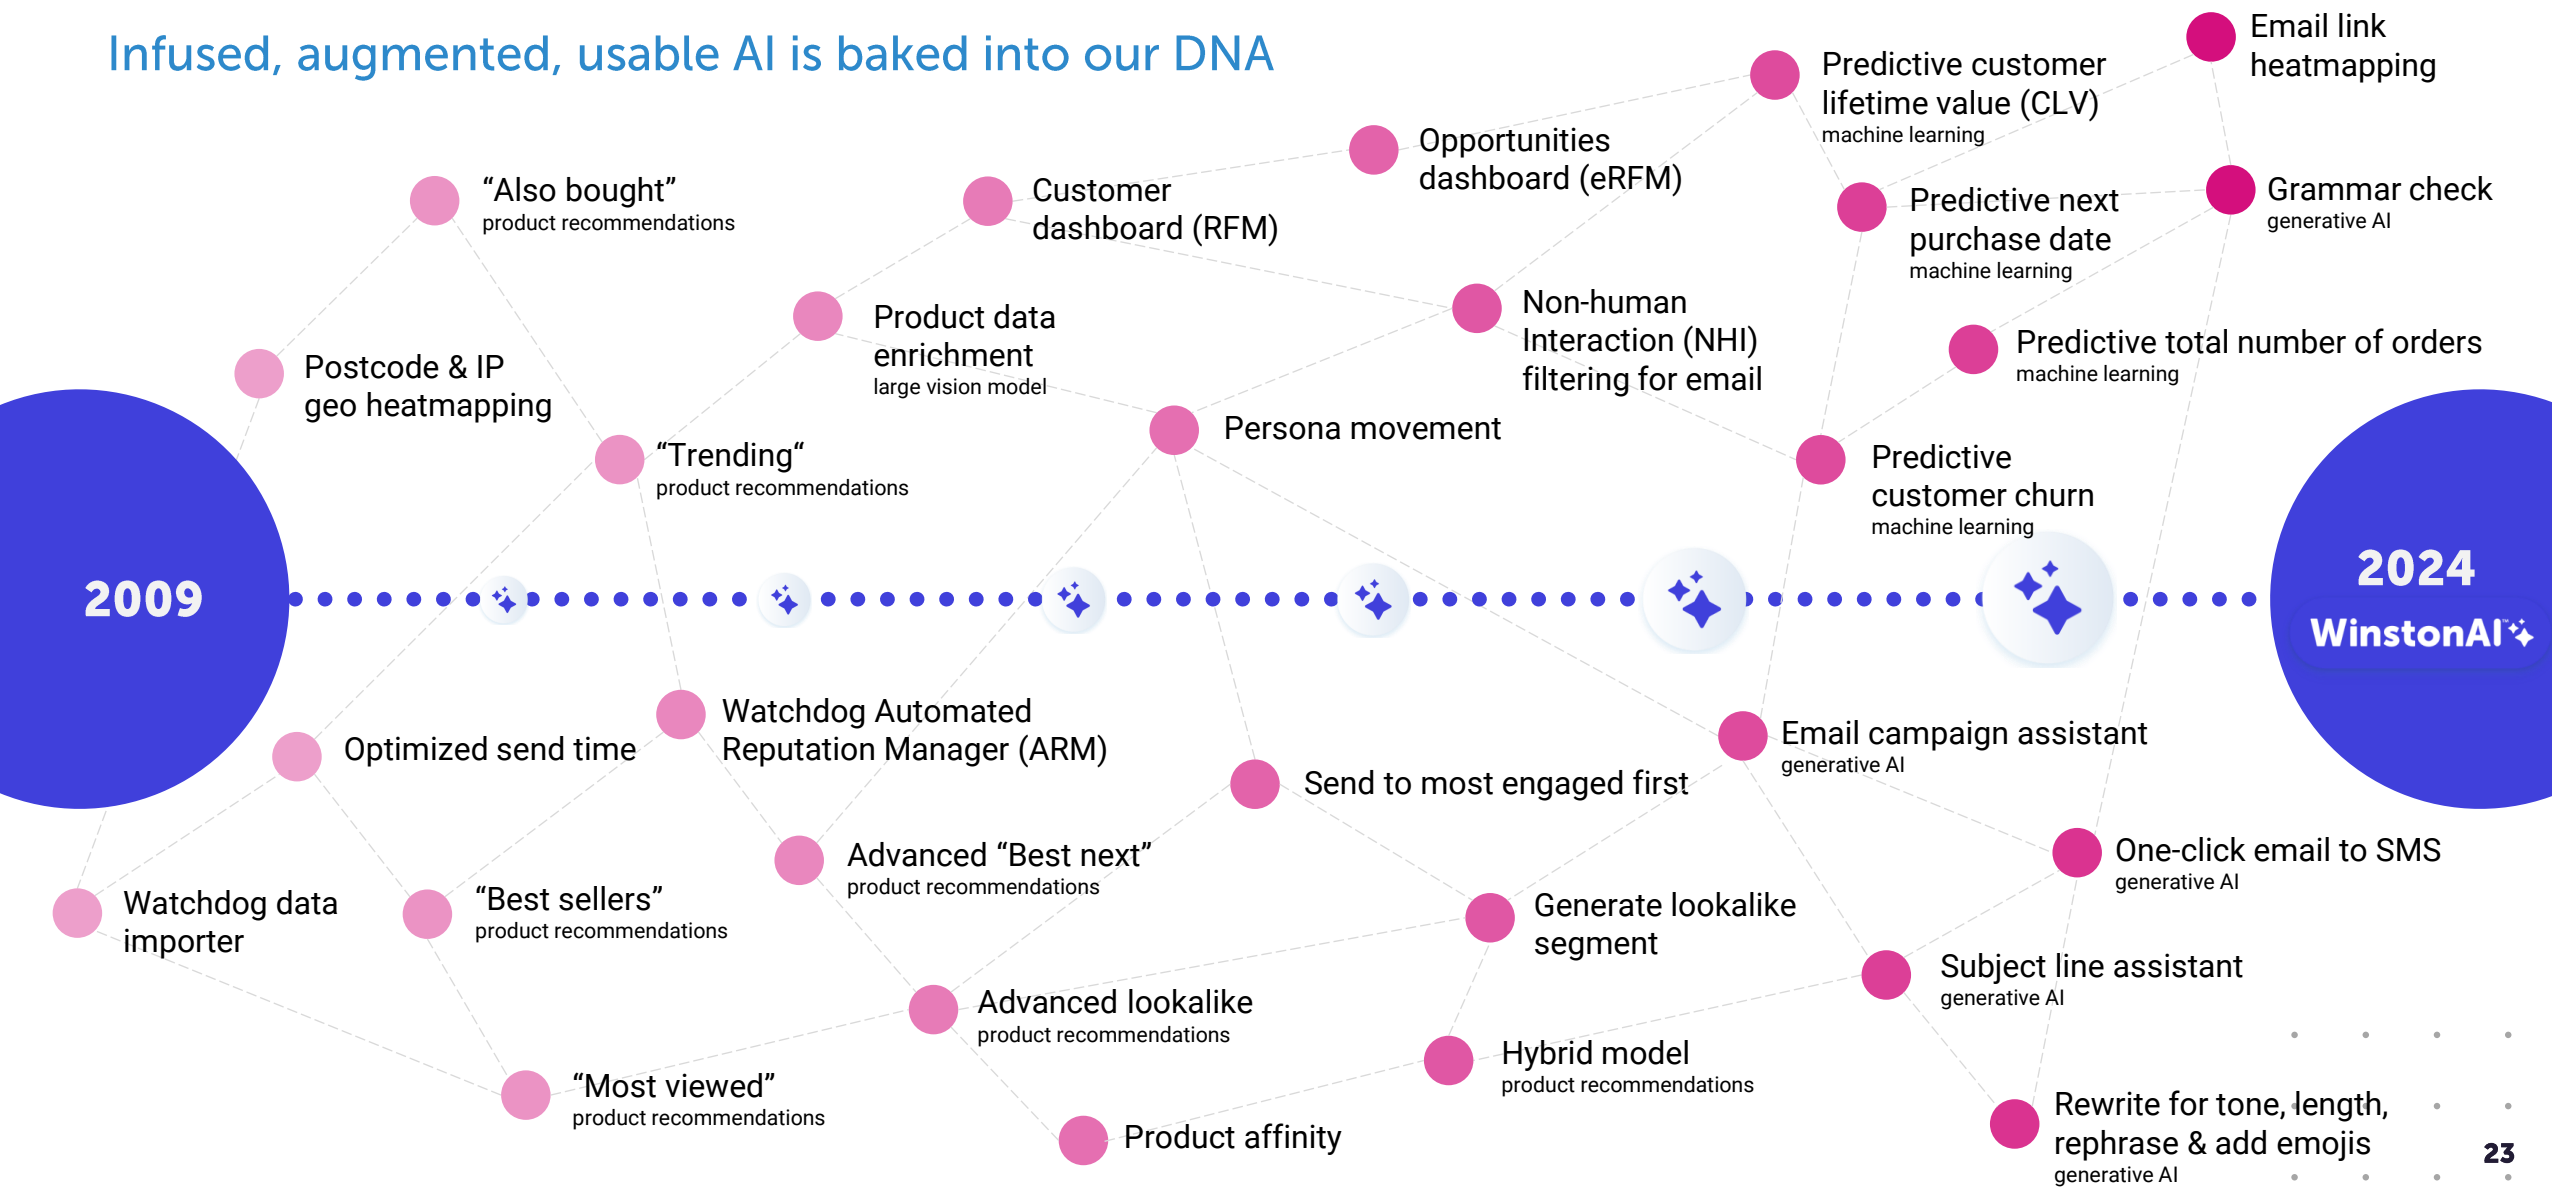 Infused, augmented, usable AI is baked into our DNA
Email link
heatmapping
Predictive customer
lifetime value (CLV)
machine learning
Opportunities
dashboard (eRFM)
“Also bought”
product recommendations
Customer
dashboard (RFM)
Predictive next
purchase date
machine learning
Grammar check
generative AI
Postcode & IP
geo heatmapping
Product data
enrichment
large vision model
Non-human
Interaction (NHI)
filtering for email
Predictive total number of orders
machine learning
“Trending“
product recommendations
Persona movement
Predictive
customer churn
machine learning
2009
2024
WinstonAI™
Optimized send time
Watchdog Automated
Reputation Manager (ARM)
Send to most engaged first
Email campaign assistant
generative AI
Watchdog data
importer
“Best sellers”
product recommendations
Advanced “Best next”
product recommendations
Generate lookalike
segment
One-click email to SMS
generative AI
Advanced lookalike
product recommendations
Subject line assistant
generative AI
“Most viewed”
product recommendations
Hybrid model
product recommendations
Product affinity
Rewrite for tone, length,
rephrase & add emojis
generative AI
23